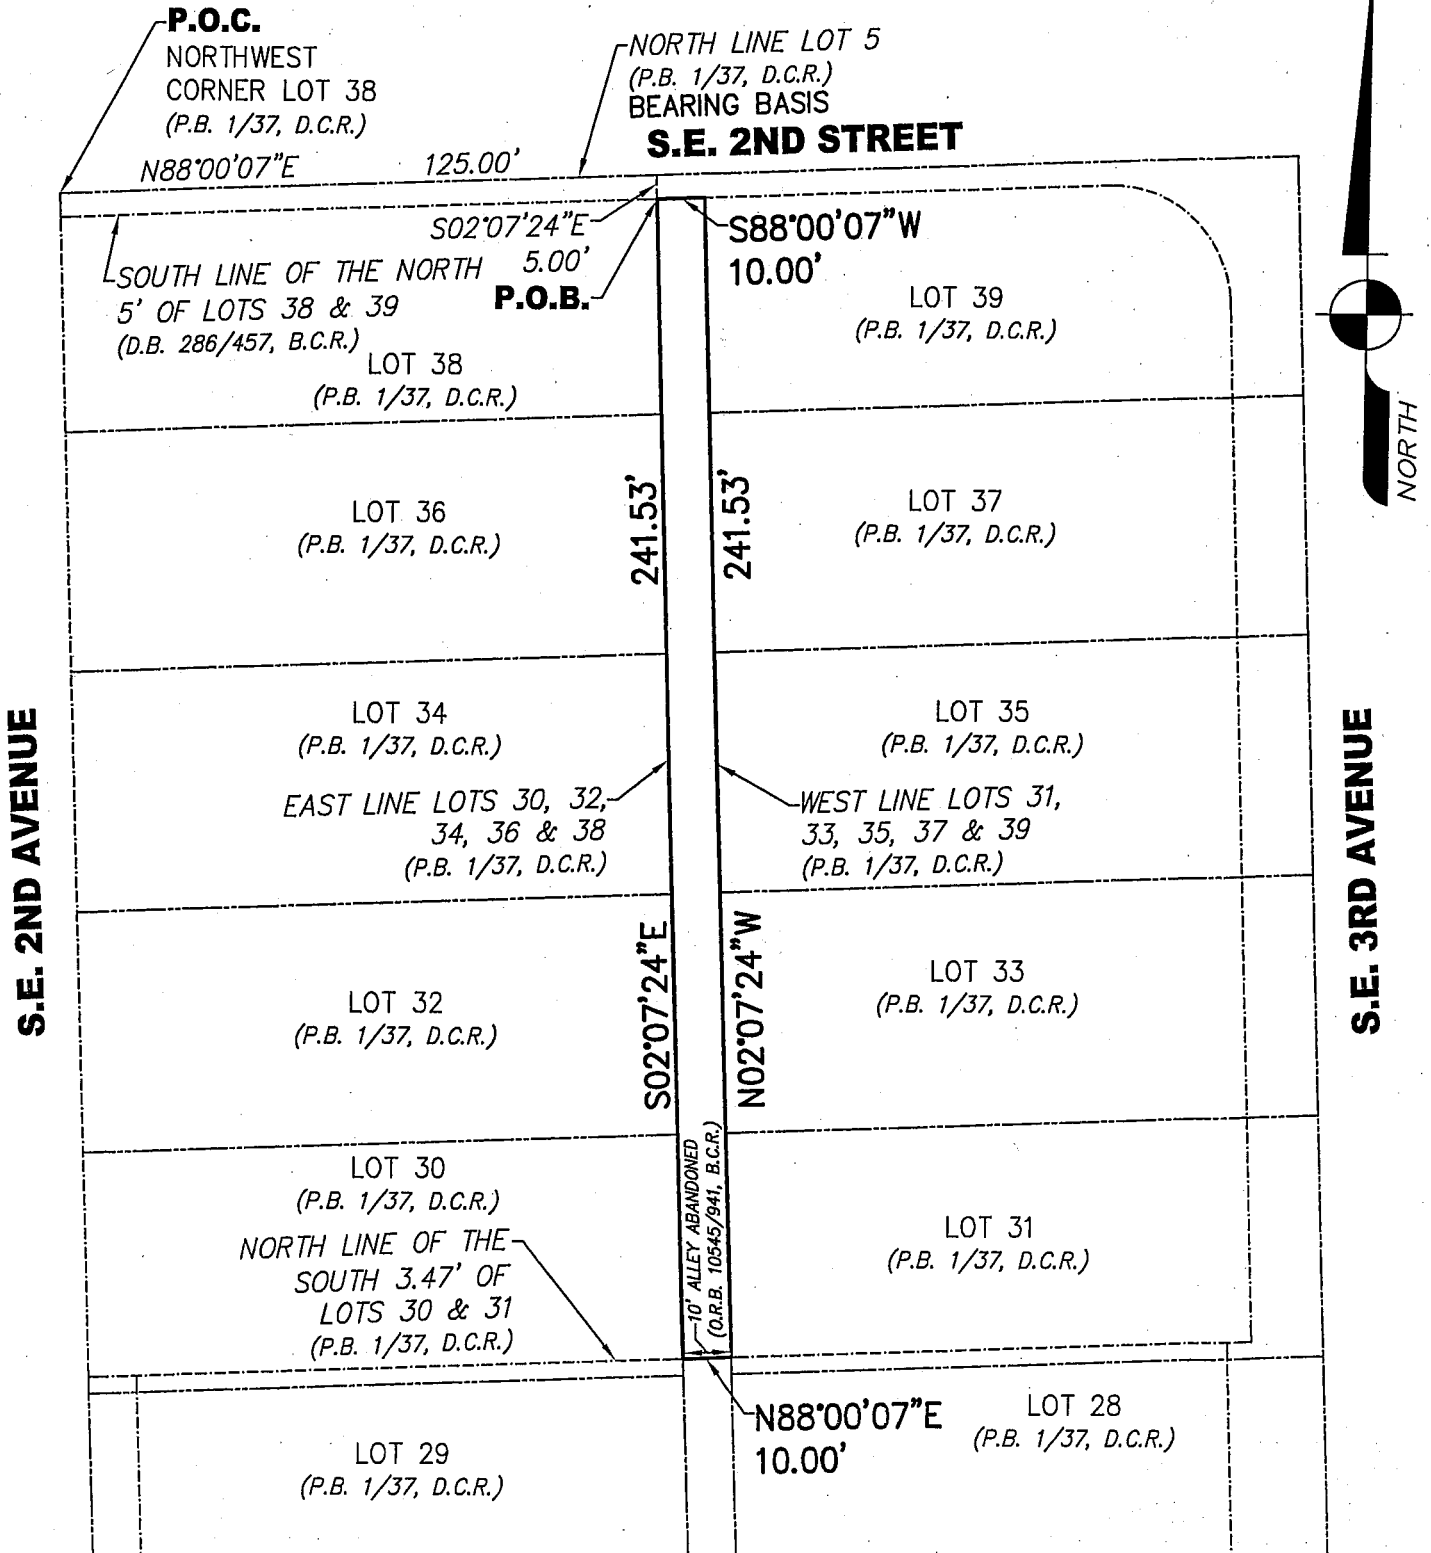 P.O.C.
NORTHWEST
CORNER LOT 38
(P.B. 1/37, D.C.R.)
NORTH LINE LOT 5
(P.B. 1/37, D.C.R.)
BEARING BASIS
S.E. 2ND STREET
N88°00'07"E 125.00'
S02°07'24"E
5.00'
P.O.B.
S88°00'07"W
10.00'
SOUTH LINE OF THE NORTH
5' OF LOTS 38 & 39
(D.B. 286/457, B.C.R.)
LOT 38
(P.B. 1/37, D.C.R.)
LOT 39
(P.B. 1/37, D.C.R.)
NORTH
LOT 36
(P.B. 1/37, D.C.R.)
241.53'
241.53'
LOT 37
(P.B. 1/37, D.C.R.)
LOT 34
(P.B. 1/37, D.C.R.)
LOT 35
(P.B. 1/37, D.C.R.)
EAST LINE LOTS 30, 32,
34, 36 & 38
(P.B. 1/37, D.C.R.)
WEST LINE LOTS 31,
33, 35, 37 & 39
(P.B. 1/37, D.C.R.)
S.E. 2ND AVENUE
S.E. 3RD AVENUE
LOT 32
(P.B. 1/37, D.C.R.)
S02°07'24"E
N02°07'24"W
LOT 33
(P.B. 1/37, D.C.R.)
LOT 30
(P.B. 1/37, D.C.R.)
10' ALLEY ABANDONED
(O.R.B. 10545/941, B.C.R.)
LOT 31
(P.B. 1/37, D.C.R.)
NORTH LINE OF THE
SOUTH 3.47' OF
LOTS 30 & 31
(P.B. 1/37, D.C.R.)
N88°00'07"E
10.00'
LOT 28
(P.B. 1/37, D.C.R.)
LOT 29
(P.B. 1/37, D.C.R.)